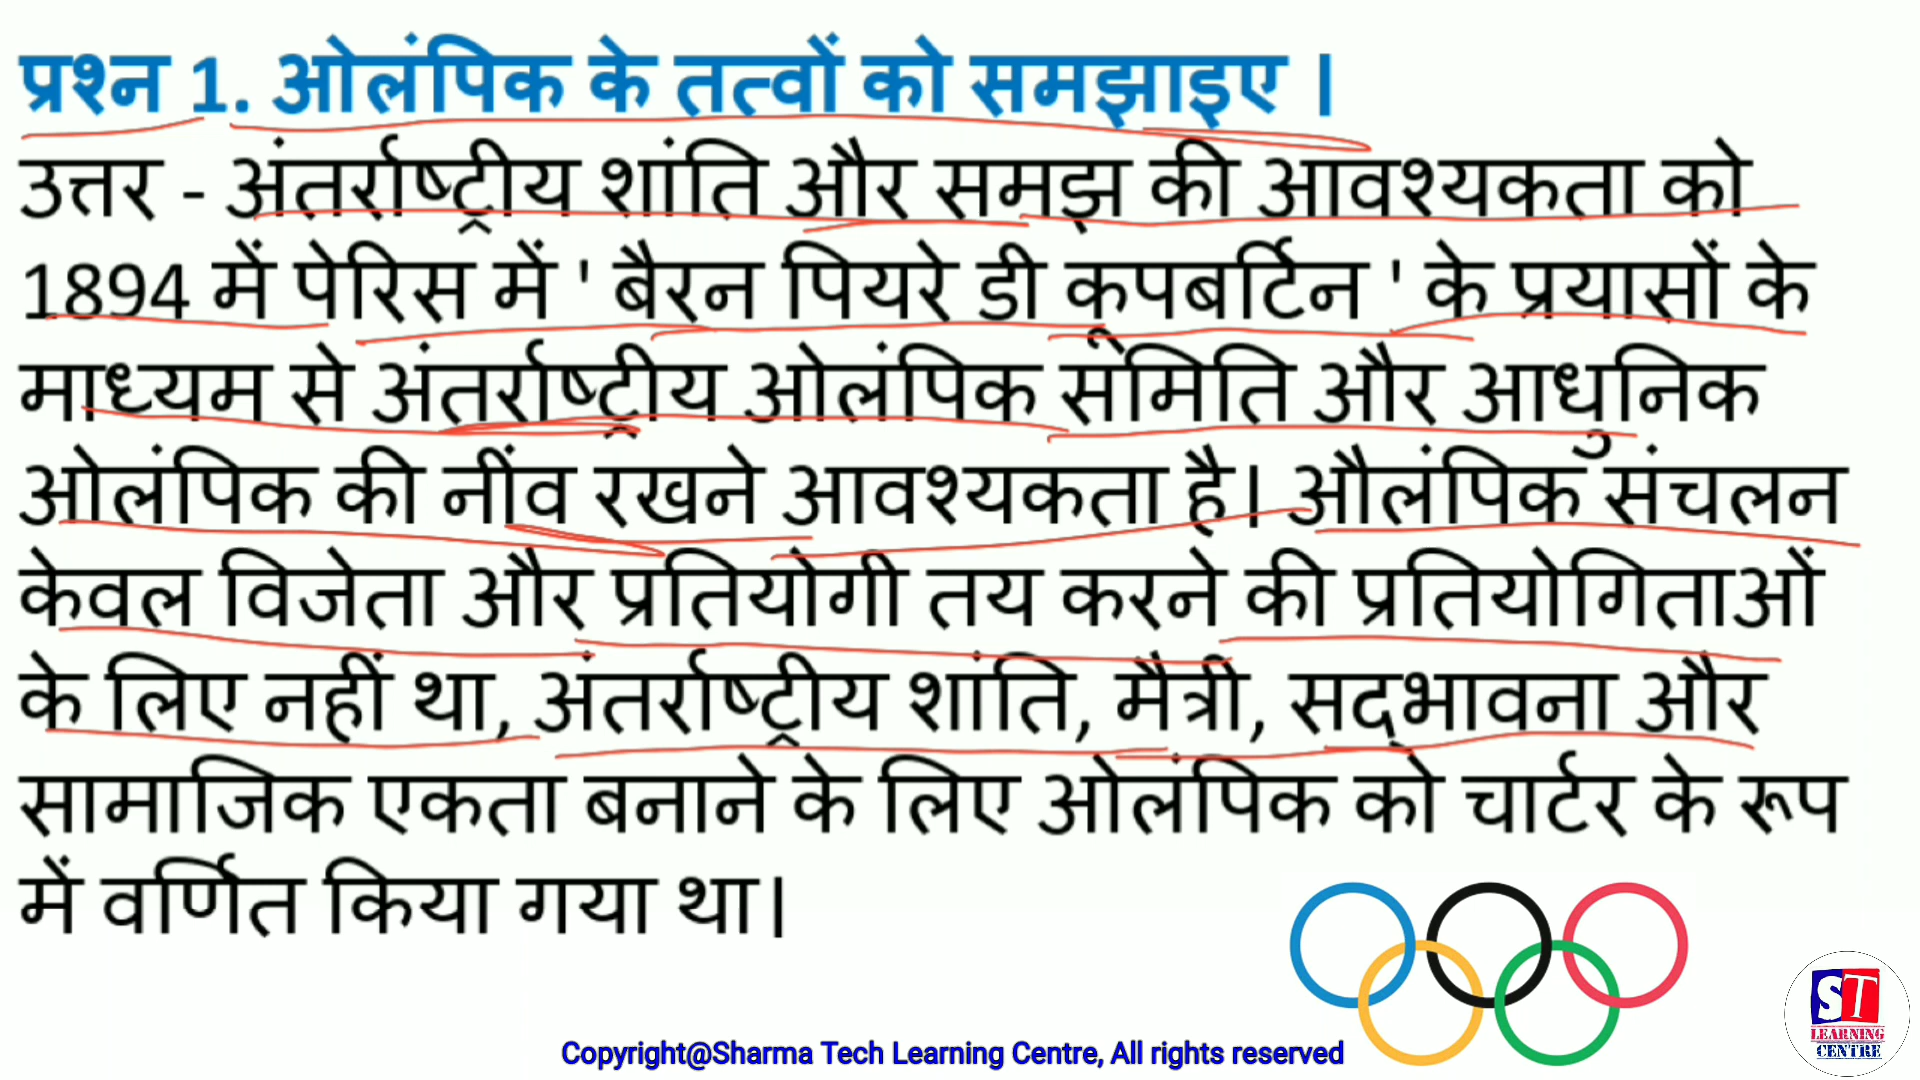 प्रश्न 1. ओलंपिक के तत्वों को समझाइए ।
उत्तर - अंतर्राष्ट्रीय शांति और समझ की आवश्यकता को
1894 में पेरिस में ' बैरन पियरे डी कपबर्टिन ' के प्रयासों के
माध्यम से अंतर्राष्ट्रीय ओलंपिक समिति और आधुनिक
ओलंपिक की नींव रखने आवश्यकता है। औलंपिक संचलन
केवल विजेता और प्रतियोगी तय करने की प्रतियोगिताओं
के लिए नहीं था, अंतर्राष्ट्रीय शांति, मैत्री, सद्भावना और
सामाजिक एकता बनाने के लिए ओलंपिक को चार्टर के रूप
में वर्णित किया गया था।
ST
LEARNING
CENTRE
Copyright@Sharma Tech Learning Centre, All rights reserved